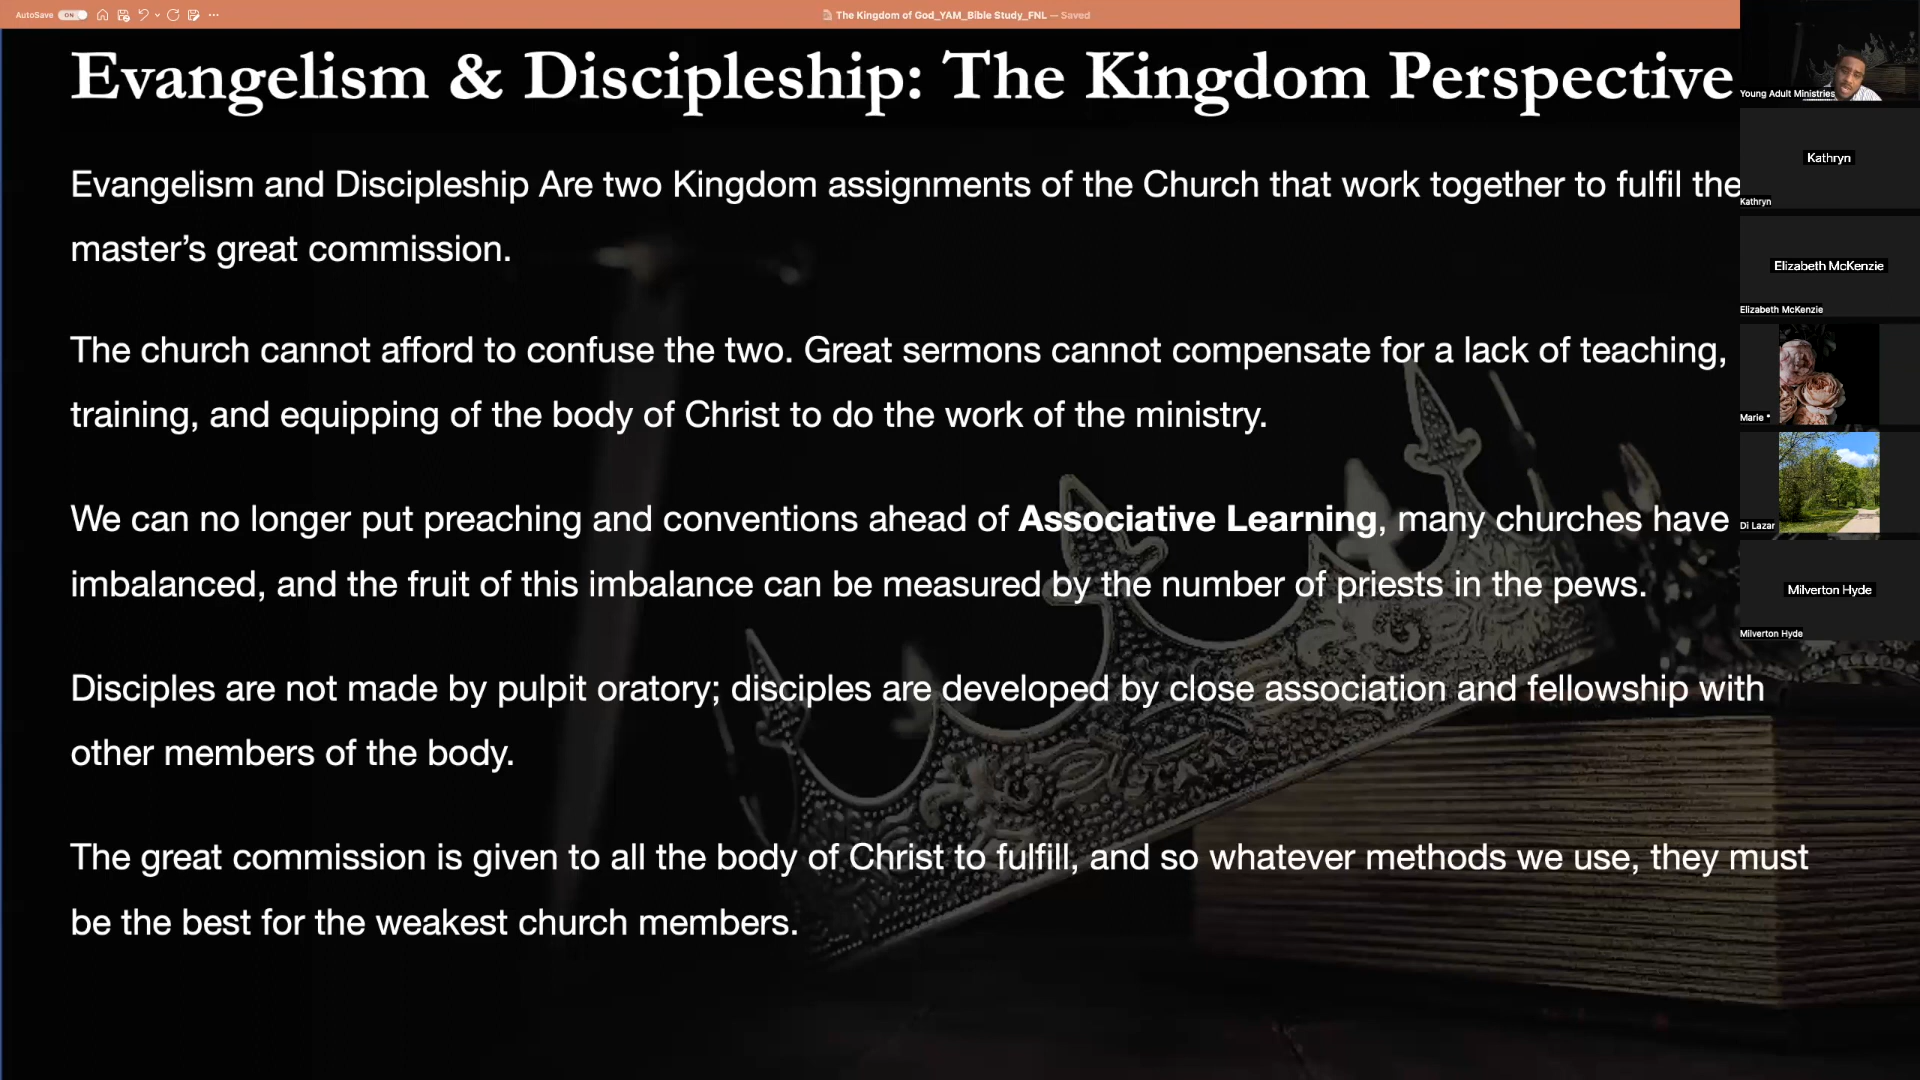 AutoSave ON
The Kingdom of God_YAM_Bible Study_FNL — Saved
Evangelism & Discipleship: The Kingdom Perspective
Evangelism and Discipleship Are two Kingdom assignments of the Church that work together to fulfil the
master’s great commission.
The church cannot afford to confuse the two. Great sermons cannot compensate for a lack of teaching,
training, and equipping of the body of Christ to do the work of the ministry.
We can no longer put preaching and conventions ahead of Associative Learning, many churches have
imbalanced, and the fruit of this imbalance can be measured by the number of priests in the pews.
Disciples are not made by pulpit oratory; disciples are developed by close association and fellowship with
other members of the body.
The great commission is given to all the body of Christ to fulfill, and so whatever methods we use, they must
be the best for the weakest church members.
Young Adult Ministries
Kathryn
Kathryn
Elizabeth McKenzie
Elizabeth McKenzie
Marie *
Di Lazar
Milverton Hyde
Milverton Hyde